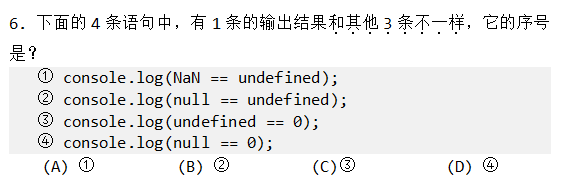 6. 下面的 4 条语句中，有 1 条的输出结果和其他 3 条不一样，它的序号
是？
① console.log(NaN == undefined);
② console.log(null == undefined);
③ console.log(undefined == 0);
④ console.log(null == 0);
(A) ① (B) ② (C)③ (D) ④